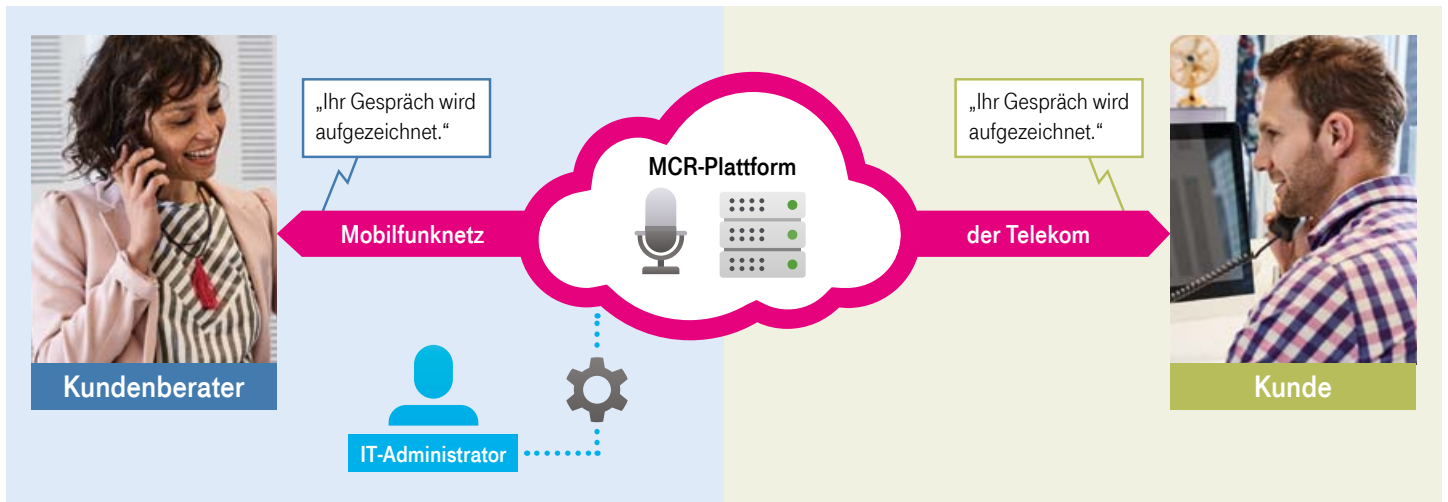 „Ihr Gespräch wird
aufgezeichnet.“
„Ihr Gespräch wird
aufgezeichnet.“
MCR-Plattform
Mobilfunknetz
der Telekom
Kundenberater
Kunde
IT-Administrator